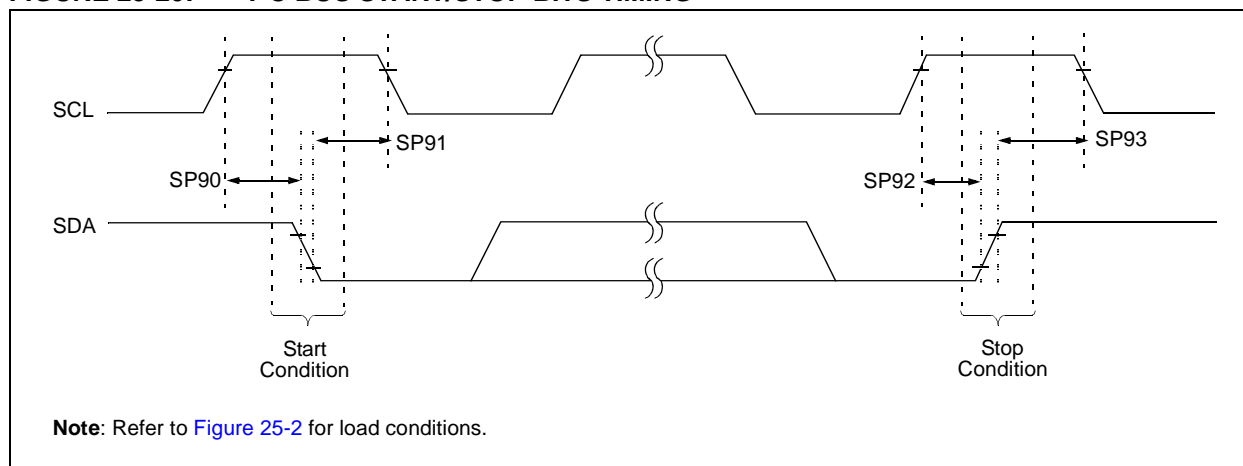 SCL
SP91
SP93
SP90
SP92
SDA
Start
Condition
Stop
Condition
Note: Refer to Figure 25-2 for load conditions.